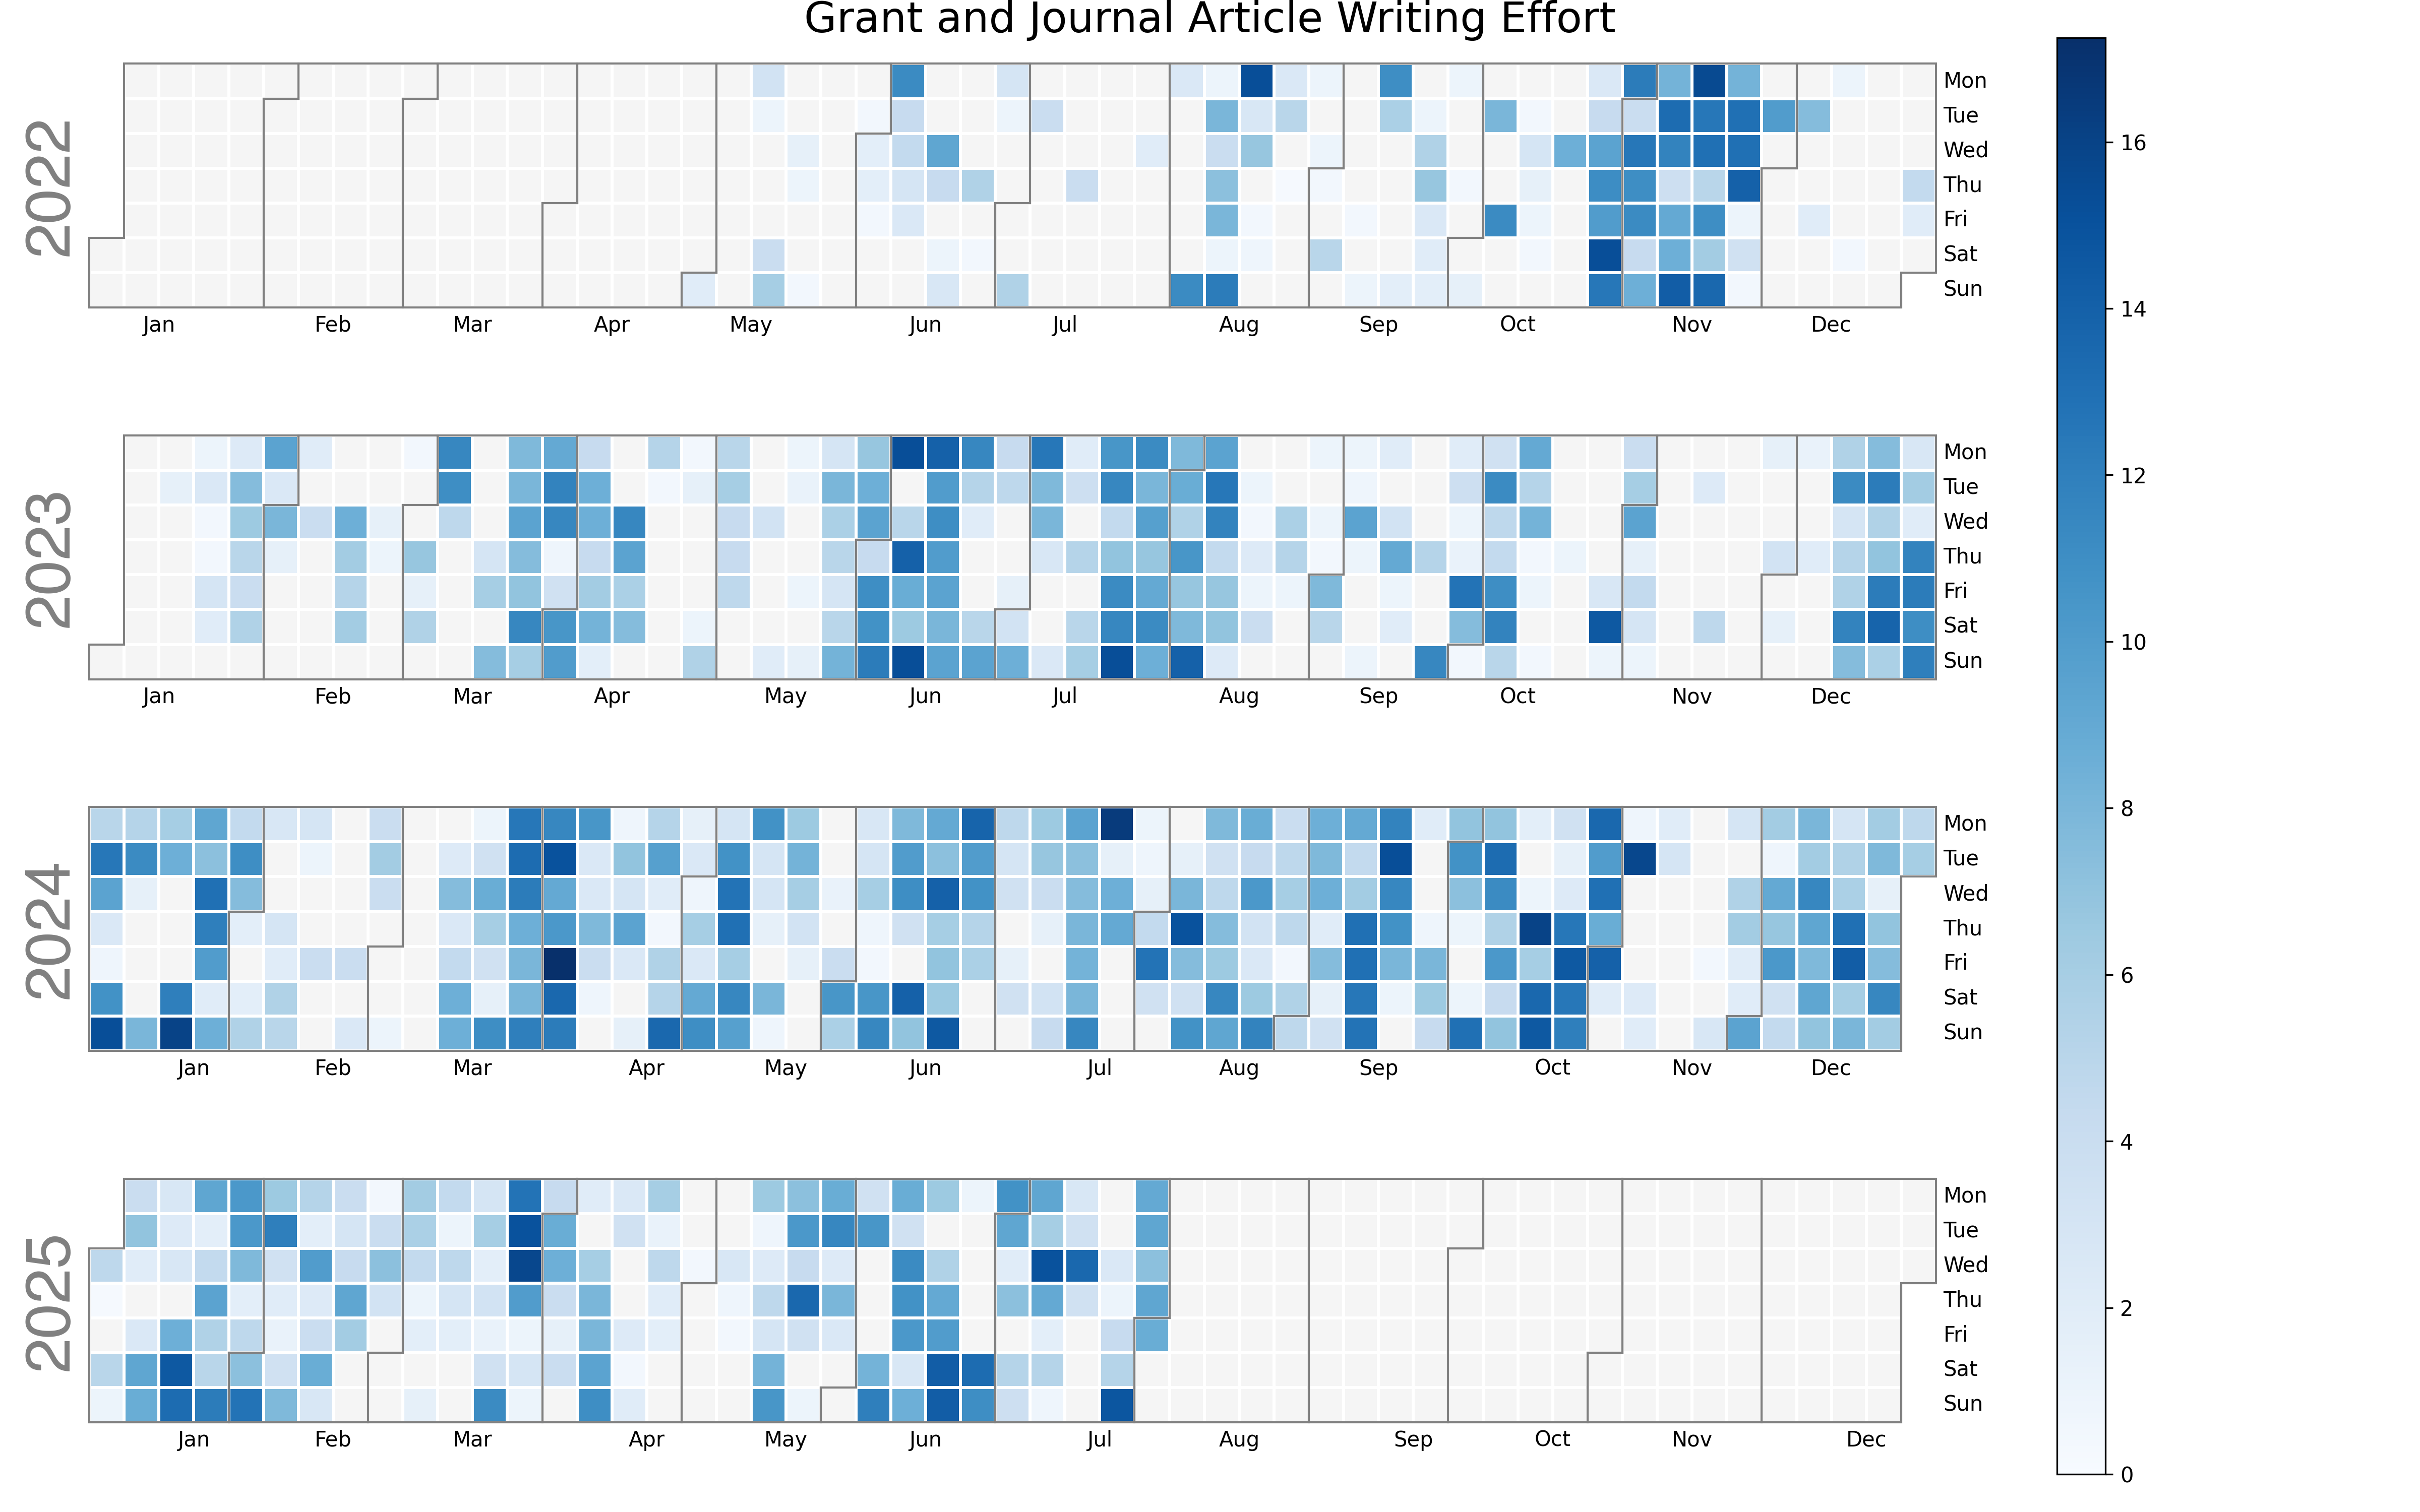 Grant and Journal Article Writing Effort
2022
Mon
Tue
Wed
Thu
Fri
Sat
Sun
Jan Feb Mar Apr May Jun Jul Aug Sep Oct Nov Dec
2023
Mon
Tue
Wed
Thu
Fri
Sat
Sun
Jan Feb Mar Apr May Jun Jul Aug Sep Oct Nov Dec
2024
Mon
Tue
Wed
Thu
Fri
Sat
Sun
Jan Feb Mar Apr May Jun Jul Aug Sep Oct Nov Dec
2025
Mon
Tue
Wed
Thu
Fri
Sat
Sun
Jan Feb Mar Apr May Jun Jul Aug Sep Oct Nov Dec
16
14
12
10
8
6
4
2
0